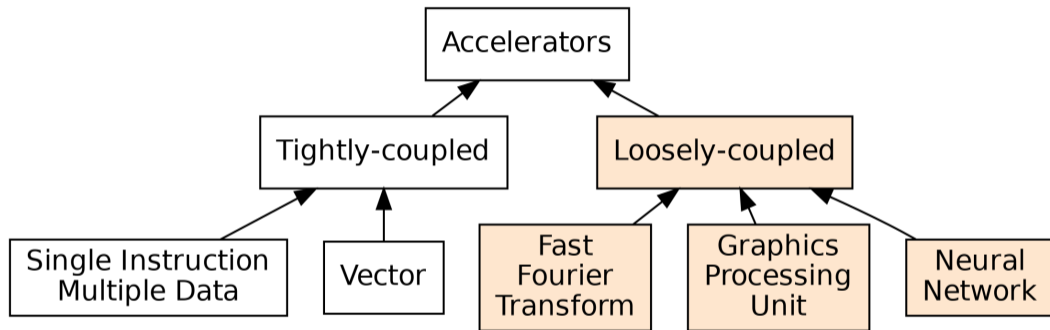 Accelerators
Tightly-coupled
Loosely-coupled
Single Instruction
Multiple Data
Vector
Fast
Fourier
Transform
Graphics
Processing
Unit
Neural
Network